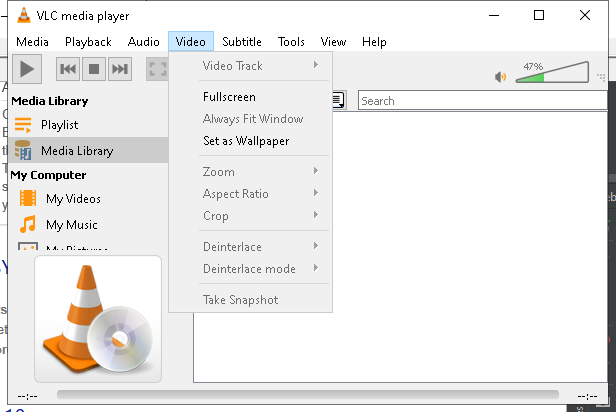 VLC media player
Media Playback Audio Video Subtitle Tools View Help
47%
Video Track
Fullscreen
Always Fit Window
Set as Wallpaper
Zoom
Aspect Ratio
Crop
Deinterlace
Deinterlace mode
Take Snapshot
Search
Media Library
Playlist
Media Library
My Computer
My Videos
My Music
My Pictures
--:-- --:--